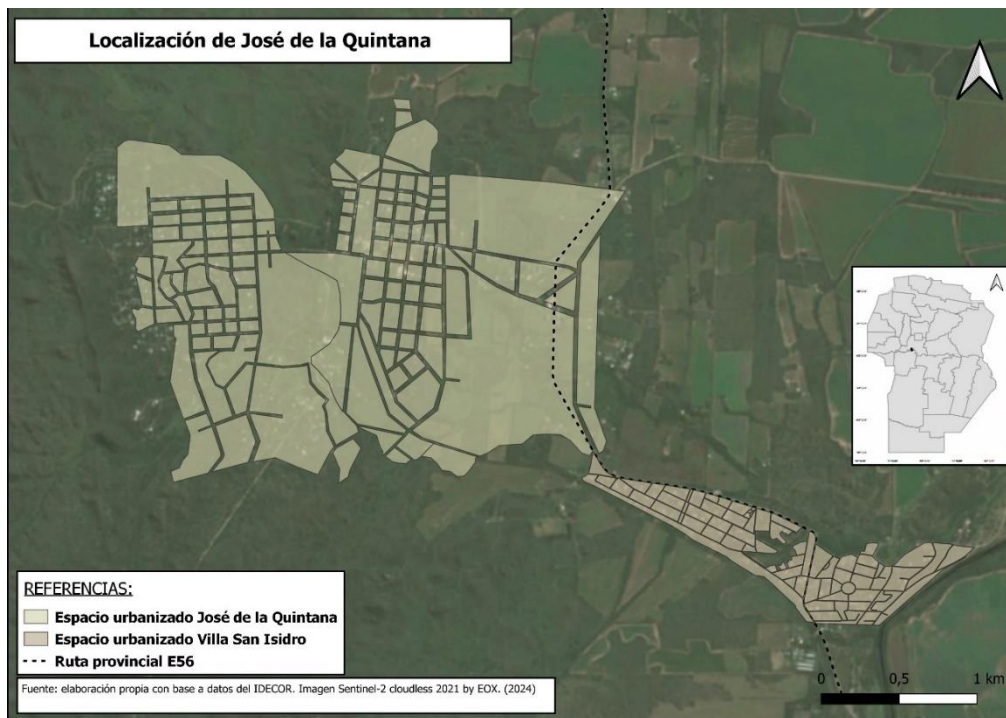 Localización de José de la Quintana
REFERENCIAS:
Espacio urbanizado José de la Quintana
Espacio urbanizado Villa San Isidro
Ruta provincial E56
Fuente: elaboración propia con base a datos del IDECOR. Imagen Sentinel-2 cloudless 2021 by EOX. (2024)
0 0,5 1 km